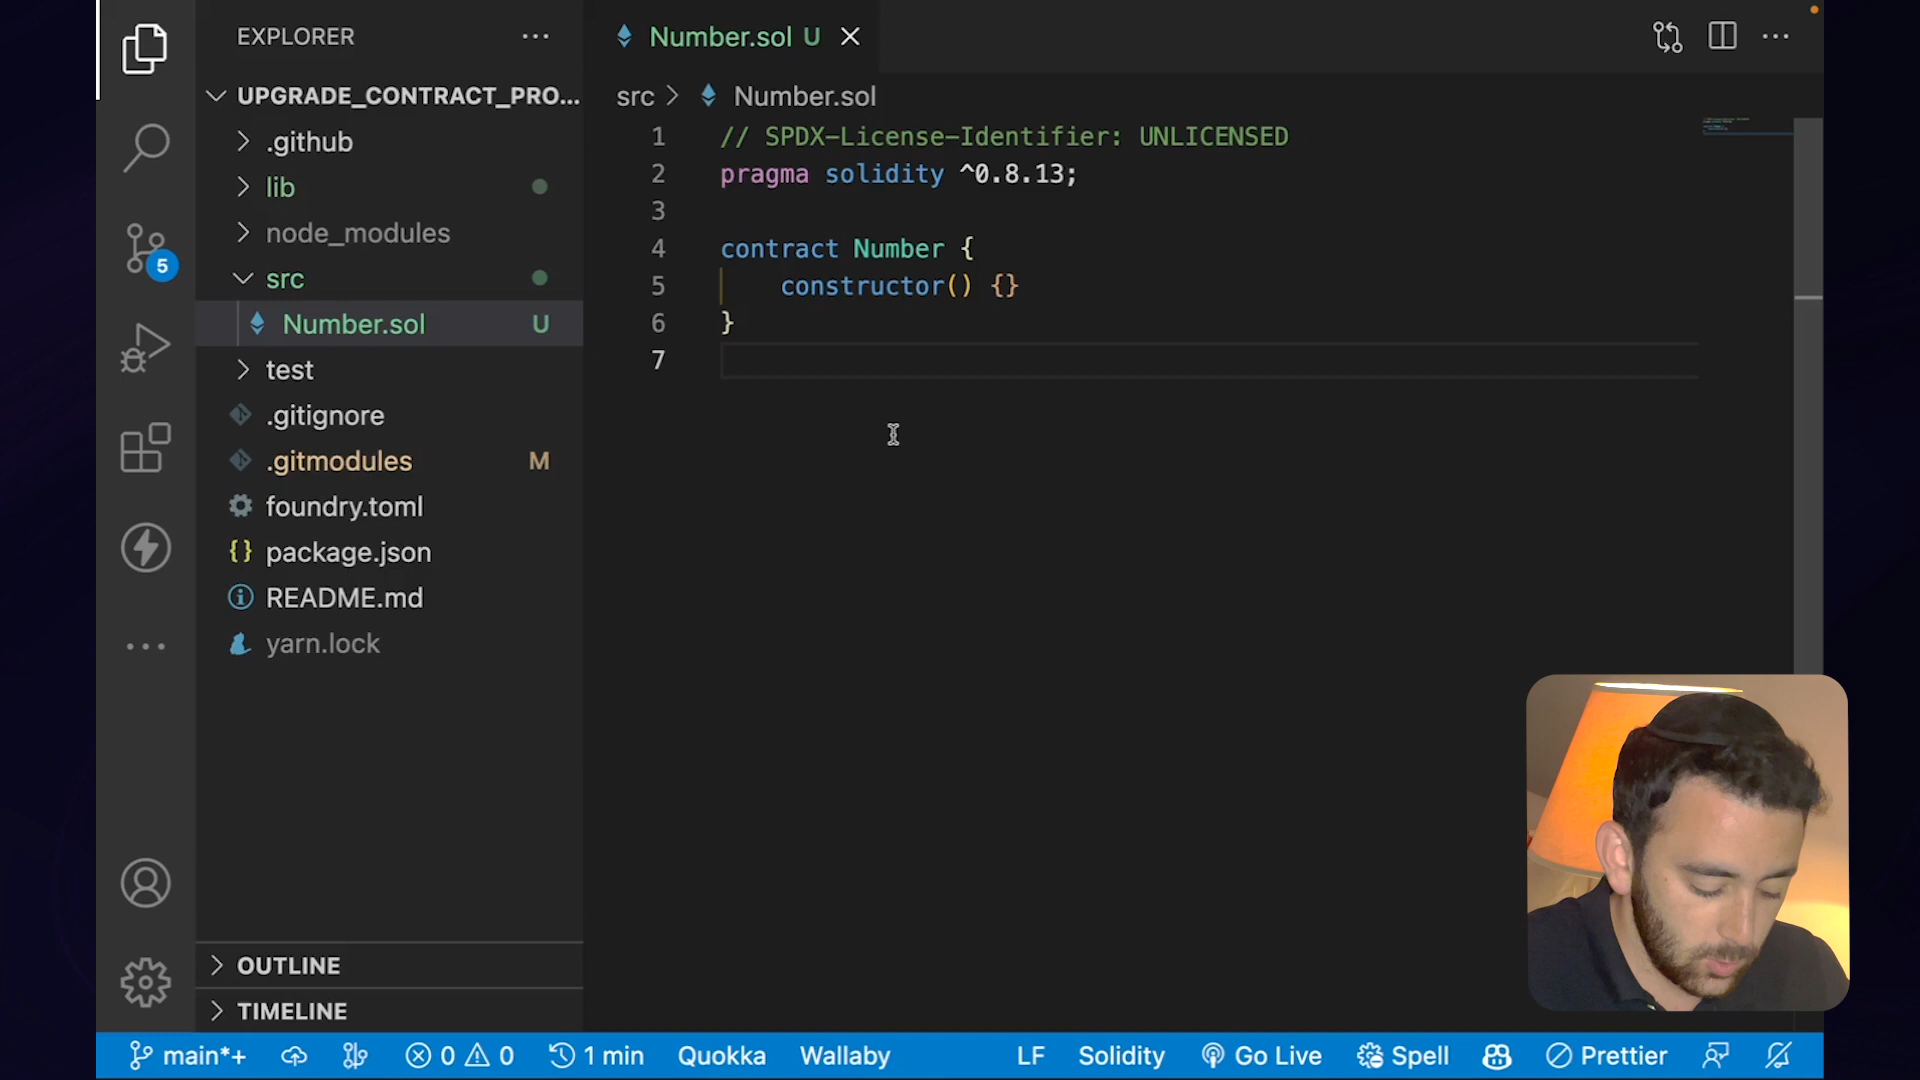 EXPLORER
UPGRADE_CONTRACT_PRO...
.github
lib
node_modules
src
Number.sol U
test
.gitignore
.gitmodules M
foundry.toml
package.json
README.md
yarn.lock
OUTLINE
TIMELINE
5
Number.sol U
src > Number.sol
1 // SPDX-License-Identifier: UNLICENSED
2 pragma solidity ^0.8.13;
3
4 contract Number {
5 constructor() {}
6 }
7
main*+ 0 0 1 min Quokka Wallaby LF Solidity Go Live Spell Prettier